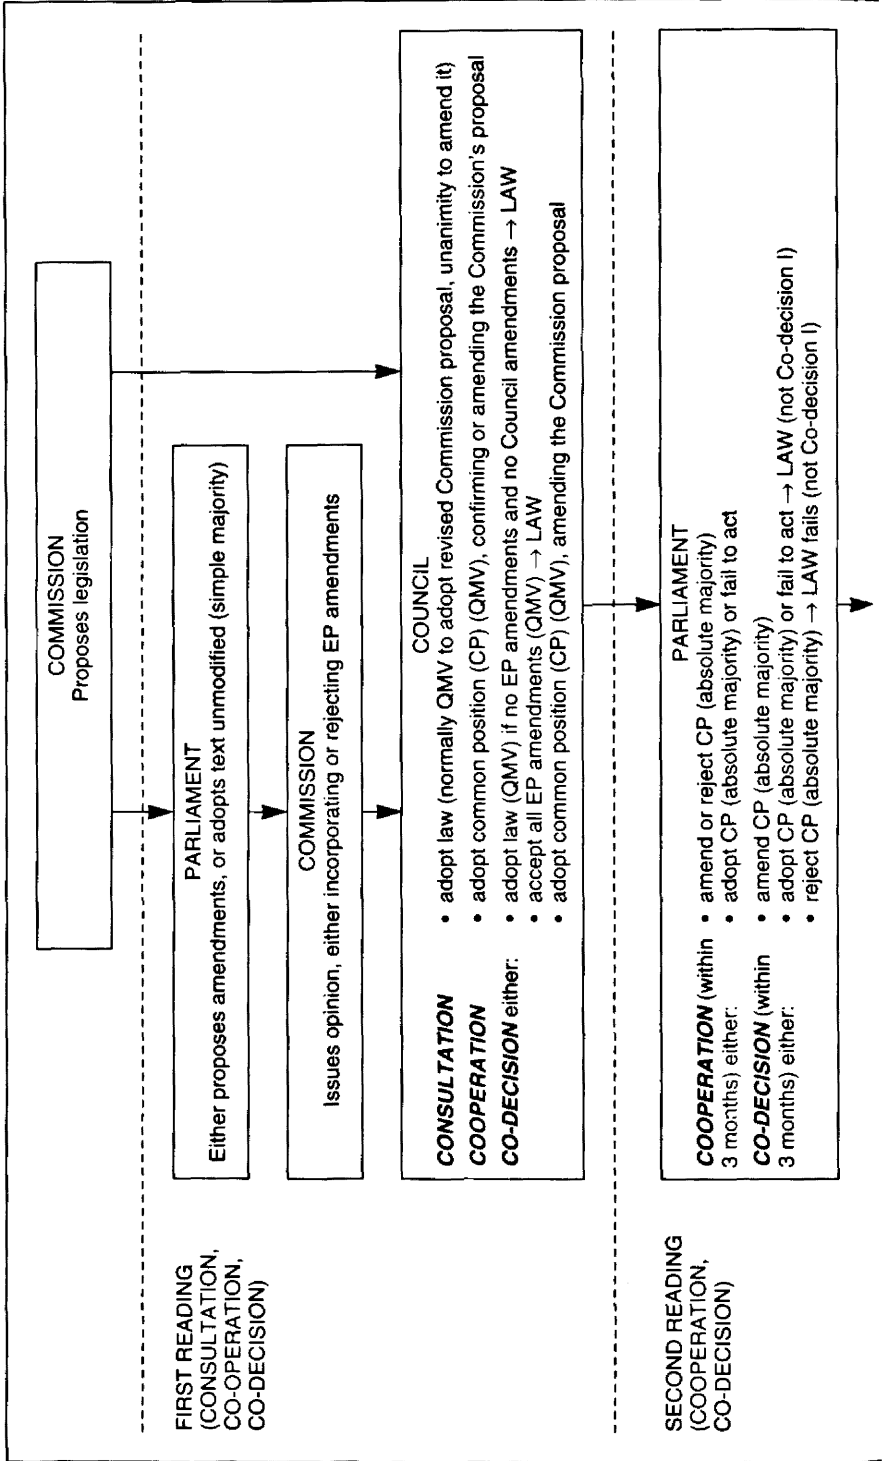 COMMISSION
Proposes legislation
FIRST READING
(CONSULTATION,
CO-OPERATION,
CO-DECISION)
PARLIAMENT
Either proposes amendments, or adopts text unmodified (simple majority)
COMMISSION
Issues opinion, either incorporating or rejecting EP amendments
COUNCIL
CONSULTATION • adopt law (normally QMV to adopt revised Commission proposal, unanimity to amend it)
COOPERATION • adopt common position (CP) (QMV), confirming or amending the Commission's proposal
CO-DECISION either: • adopt law (QMV) if no EP amendments and no Council amendments → LAW
• accept all EP amendments (QMV) → LAW
• adopt common position (CP) (QMV), amending the Commission proposal
SECOND READING
(COOPERATION,
CO-DECISION)
PARLIAMENT
COOPERATION (within • amend or reject CP (absolute majority)
3 months) either: • adopt CP (absolute majority) or fail to act
CO-DECISION (within • amend CP (absolute majority)
3 months) either: • adopt CP (absolute majority) or fail to act → LAW (not Co-decision I)
• reject CP (absolute majority) → LAW fails (not Co-decision I)